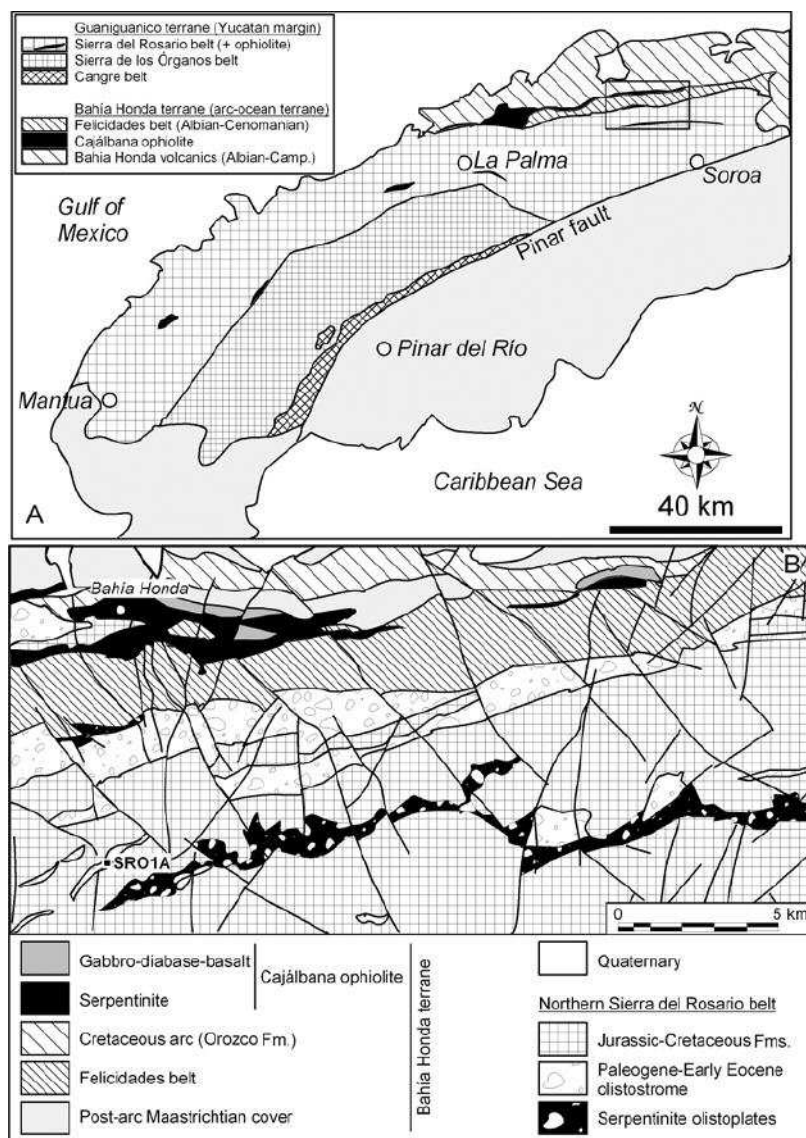 Guaniguanico terrane (Yucatan margin)
Sierra del Rosario belt (+ ophiolite)
Sierra de los Órganos belt
Cangre belt
Bahía Honda terrane (arc-ocean terrane)
Felicidades belt (Albian-Cenomanian)
Cajálbana ophiolite
Bahia Honda volcanics (Albian-Camp.)
La Palma
Soroa
Gulf of
Mexico
Pinar fault
Pinar del Río
Mantua
N
Caribbean Sea
A
40 km
B
Bahía Honda
SRO1A
0
5 km
Gabbro-diabase-basalt
Serpentinite
Cajálbana ophiolite
Cretaceous arc (Orozco Fm.)
Felicidades belt
Post-arc Maastrichtian cover
Bahía Honda terrane
Quaternary
Northern Sierra del Rosario belt
Jurassic-Cretaceous Fms.
Paleogene-Early Eocene
olistostrome
Serpentinite olistoplates